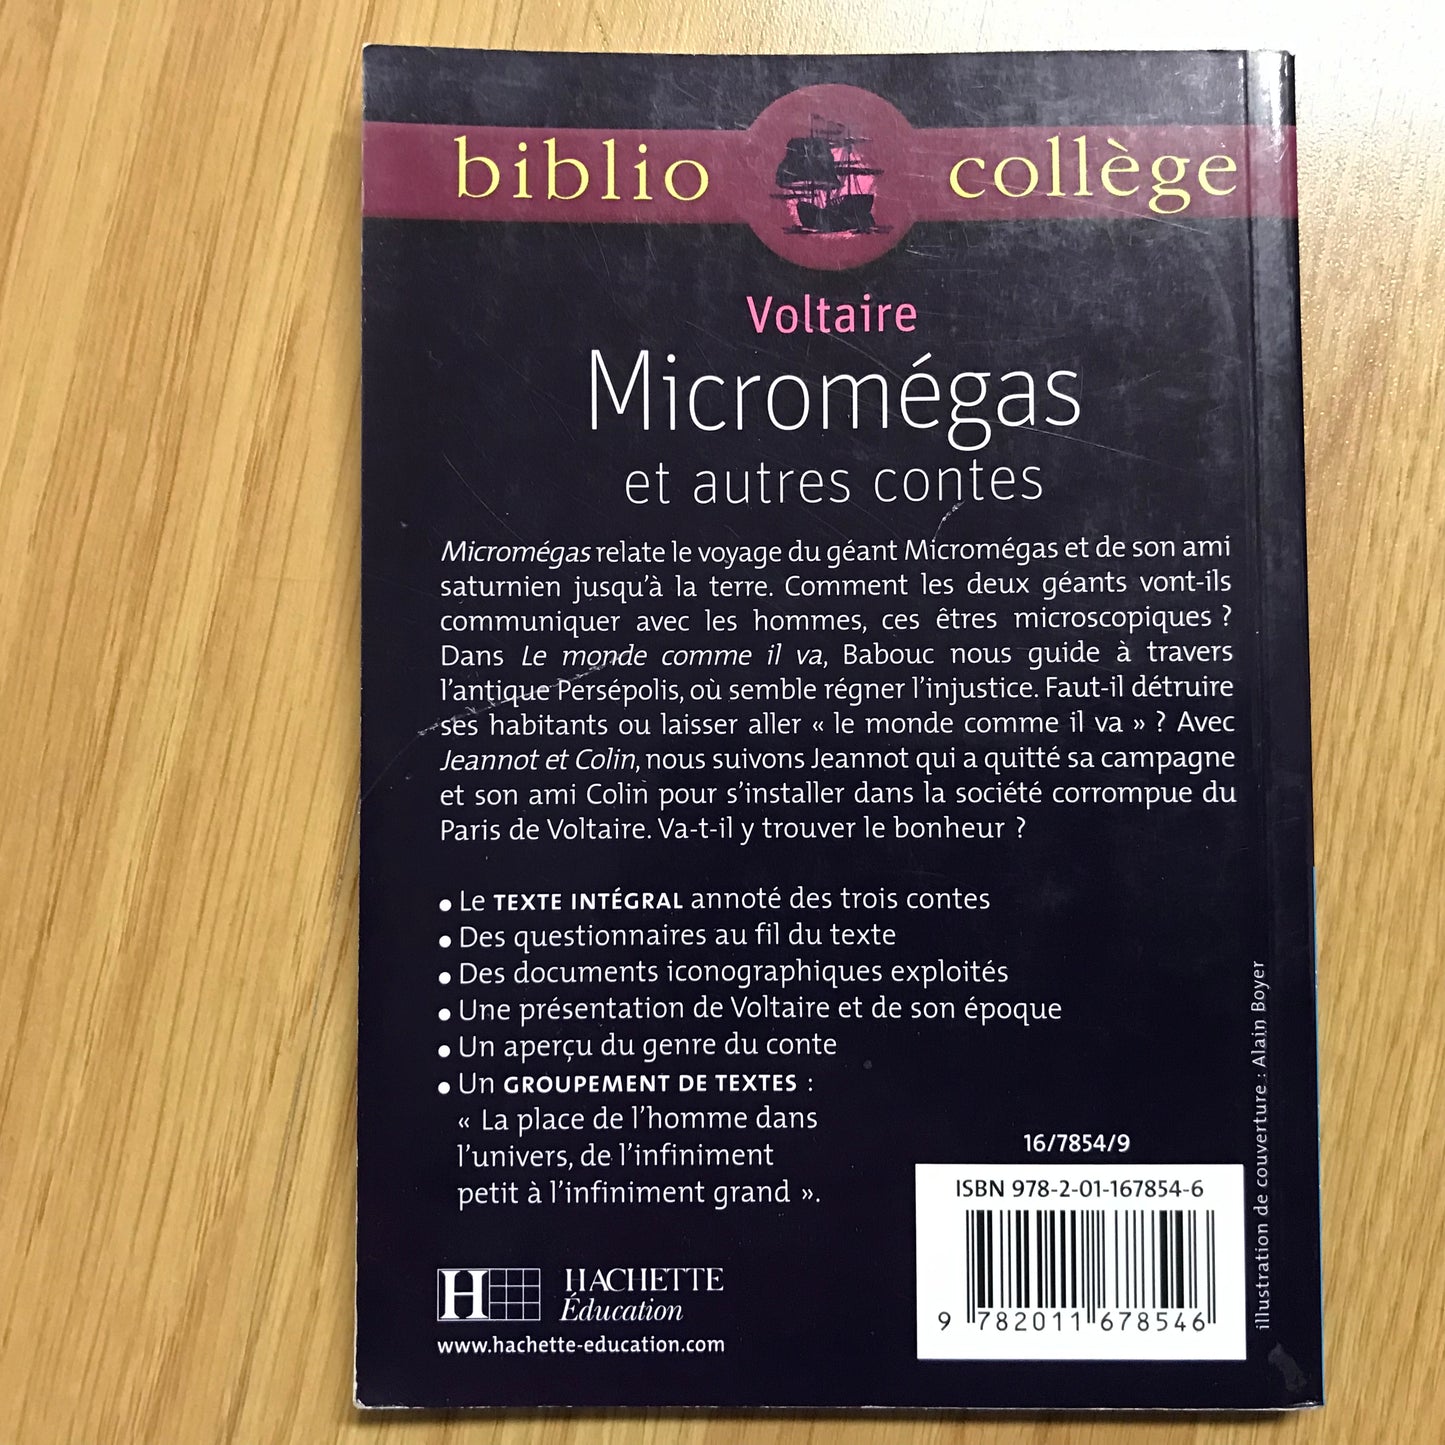 biblio collège
Voltaire
Micromégas
et autres contes
Micromégas relate le voyage du géant Micromégas et de son ami
saturnien jusqu'à la terre. Comment les deux géants vont-ils
communiquer avec les hommes, ces êtres microscopiques ?
Dans Le monde comme il va, Babouc nous guide à travers
l'antique Persépolis, où semble régner l'injustice. Faut-il détruire
ses habitants ou laisser aller « le monde comme il va » ? Avec
Jeannot et Colin, nous suivons Jeannot qui a quitté sa campagne
et son ami Colin pour s'installer dans la société corrompue du
Paris de Voltaire. Va-t-il y trouver le bonheur ?
• Le TEXTE INTÉGRAL annoté des trois contes
• Des questionnaires au fil du texte
• Des documents iconographiques exploités
• Une présentation de Voltaire et de son époque
• Un aperçu du genre du conte
• Un GROUPEMENT DE TEXTES :
« La place de l'homme dans
l'univers, de l'infiniment
petit à l'infiniment grand ».
H HACHETTE
Éducation
www.hachette-education.com
16/7854/9
ISBN 978-2-01-167854-6
9 782011 678546
illustration de couverture : Alain Boyer